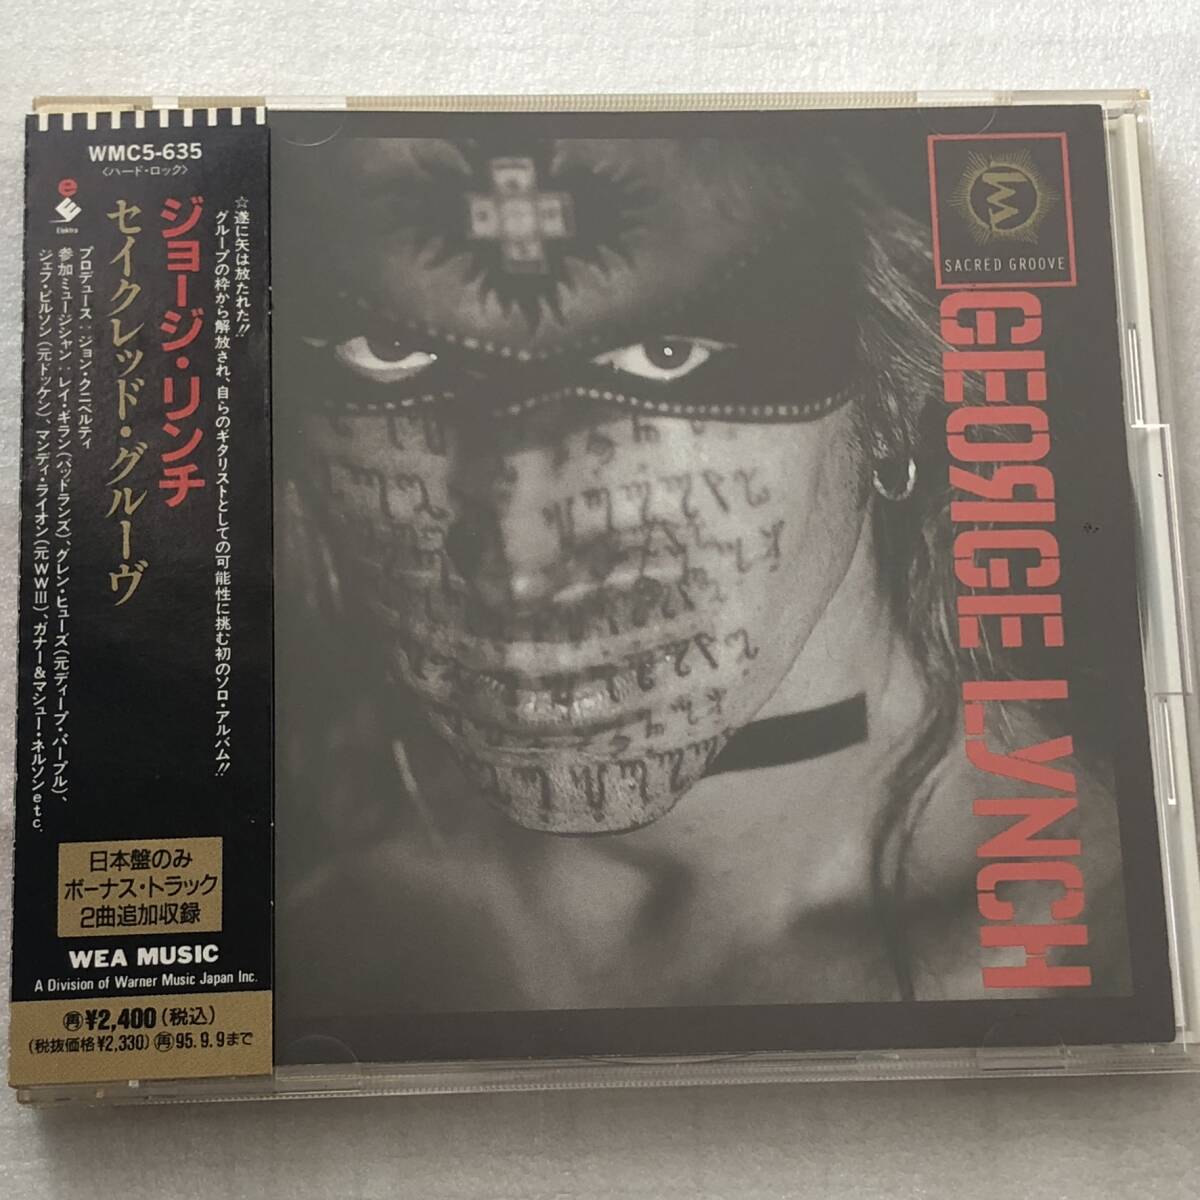 WMC5-635
〈ハード・ロック〉
Elektra
ジョージ・リンチ
セイクレッド・グルーヴ
☆遂に矢は放たれた!!
グループの枠から解放され、自らのギタリストとしての可能性に挑む初のソロ・アルバム!!
プロデュース:ジョン・クニベルティ
参加ミュージシャン:レイ・ギラン(バッドランズ)、グレン・ヒューズ(元ディープ・パープル)、
ジェフ・ピルソン(元ドッケン)、マンディ・ライオン(元WWⅢ)、ガナー&マシュー・ネルソンetc.
日本盤のみ
ボーナス・トラック
2曲追加収録
WEA MUSIC
A Division of Warner Music Japan Inc.
再¥2,400(税込)
(税抜価格¥2,330)再95.9.9まで
SACRED GROOVE
GEORGE LYNCH